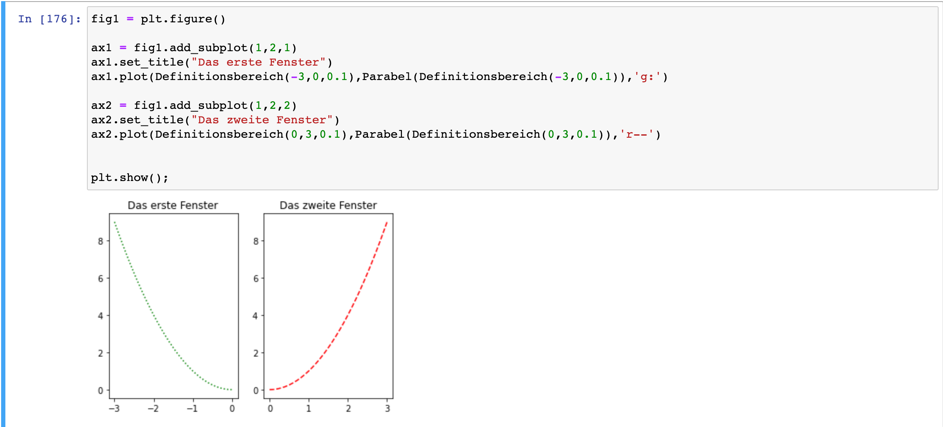 In [176]: fig1 = plt.figure()
ax1 = fig1.add_subplot(1,2,1)
ax1.set_title("Das erste Fenster")
ax1.plot(Definitionsbereich(-3,0,0.1),Parabel(Definitionsbereich(-3,0,0.1)),'g:')
ax2 = fig1.add_subplot(1,2,2)
ax2.set_title("Das zweite Fenster")
ax2.plot(Definitionsbereich(0,3,0.1),Parabel(Definitionsbereich(0,3,0.1)),'r--')
plt.show();
Das erste Fenster
8
6
4
2
0
−3 −2 −1 0
Das zweite Fenster
8
6
4
2
0
0 1 2 3